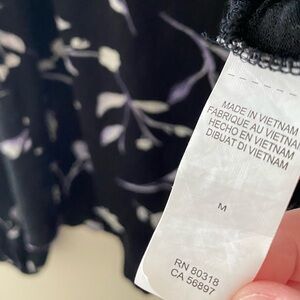 MADE IN VIETNAM
FABRIQUE AU VIETNAM
HECHO EN VIETNAM
DIBUAT DI VIETNAM
M
RN 80318
CA 56897